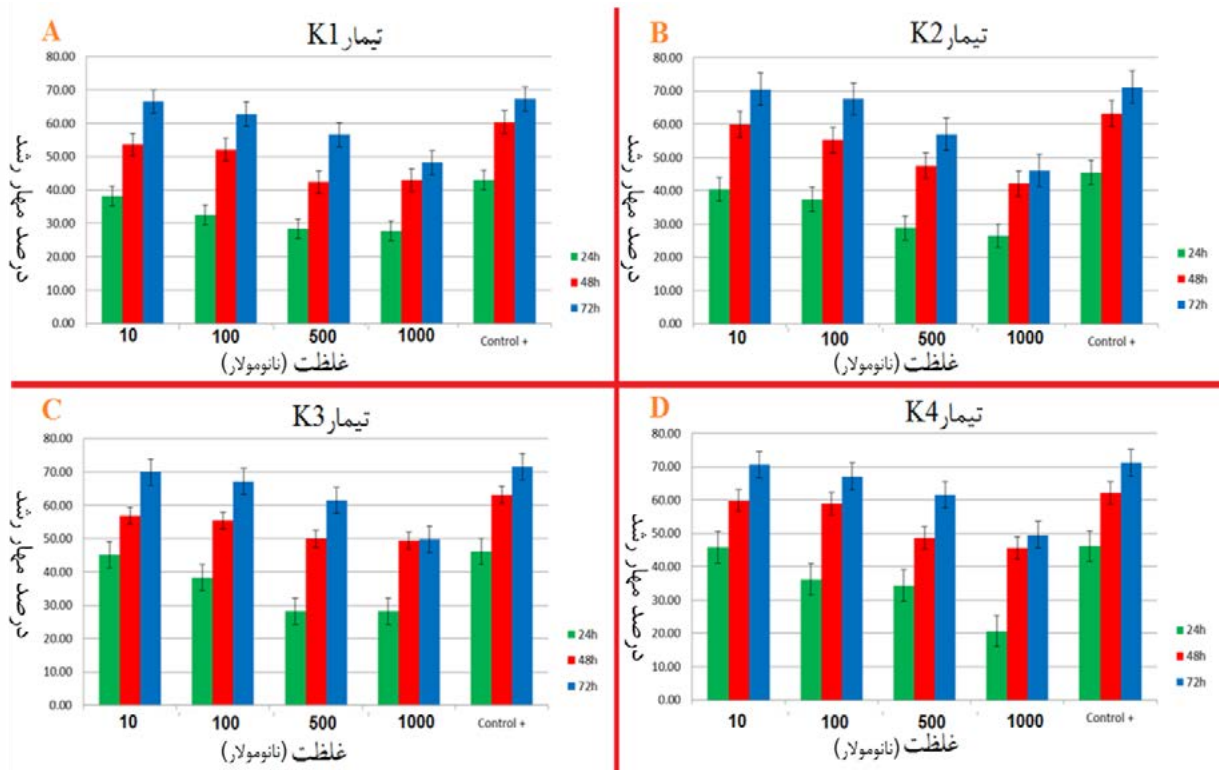 A
تیمار K1
80.00
70.00
60.00
50.00
40.00
30.00
20.00
10.00
0.00
درصد مهار رشد
10 100 500 1000 Control +
غلظت (نانومولار)
24h
48h
72h
B
تیمار K2
80.00
70.00
60.00
50.00
40.00
30.00
20.00
10.00
0.00
درصد مهار رشد
10 100 500 1000 Control +
غلظت (نانومولار)
24h
48h
72h
C
تیمار K3
80.00
70.00
60.00
50.00
40.00
30.00
20.00
10.00
0.00
درصد مهار رشد
10 100 500 1000 Control +
غلظت (نانومولار)
24h
48h
72h
D
تیمار K4
80.00
70.00
60.00
50.00
40.00
30.00
20.00
10.00
0.00
درصد مهار رشد
10 100 500 1000 Control +
غلظت (نانومولار)
24h
48h
72h